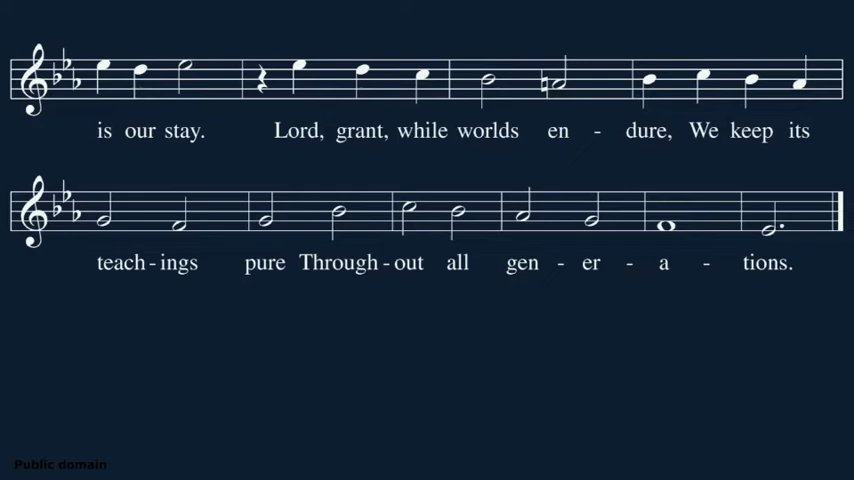 is our stay. Lord, grant, while worlds en - dure, We keep its
teach - ings pure Through - out all gen - er - a - tions.
Public domain